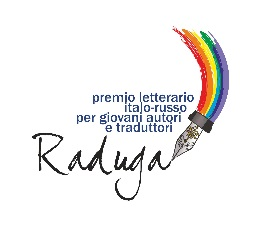 premio letterario
italo-russo
per giovani autori
e traduttori
Raduga